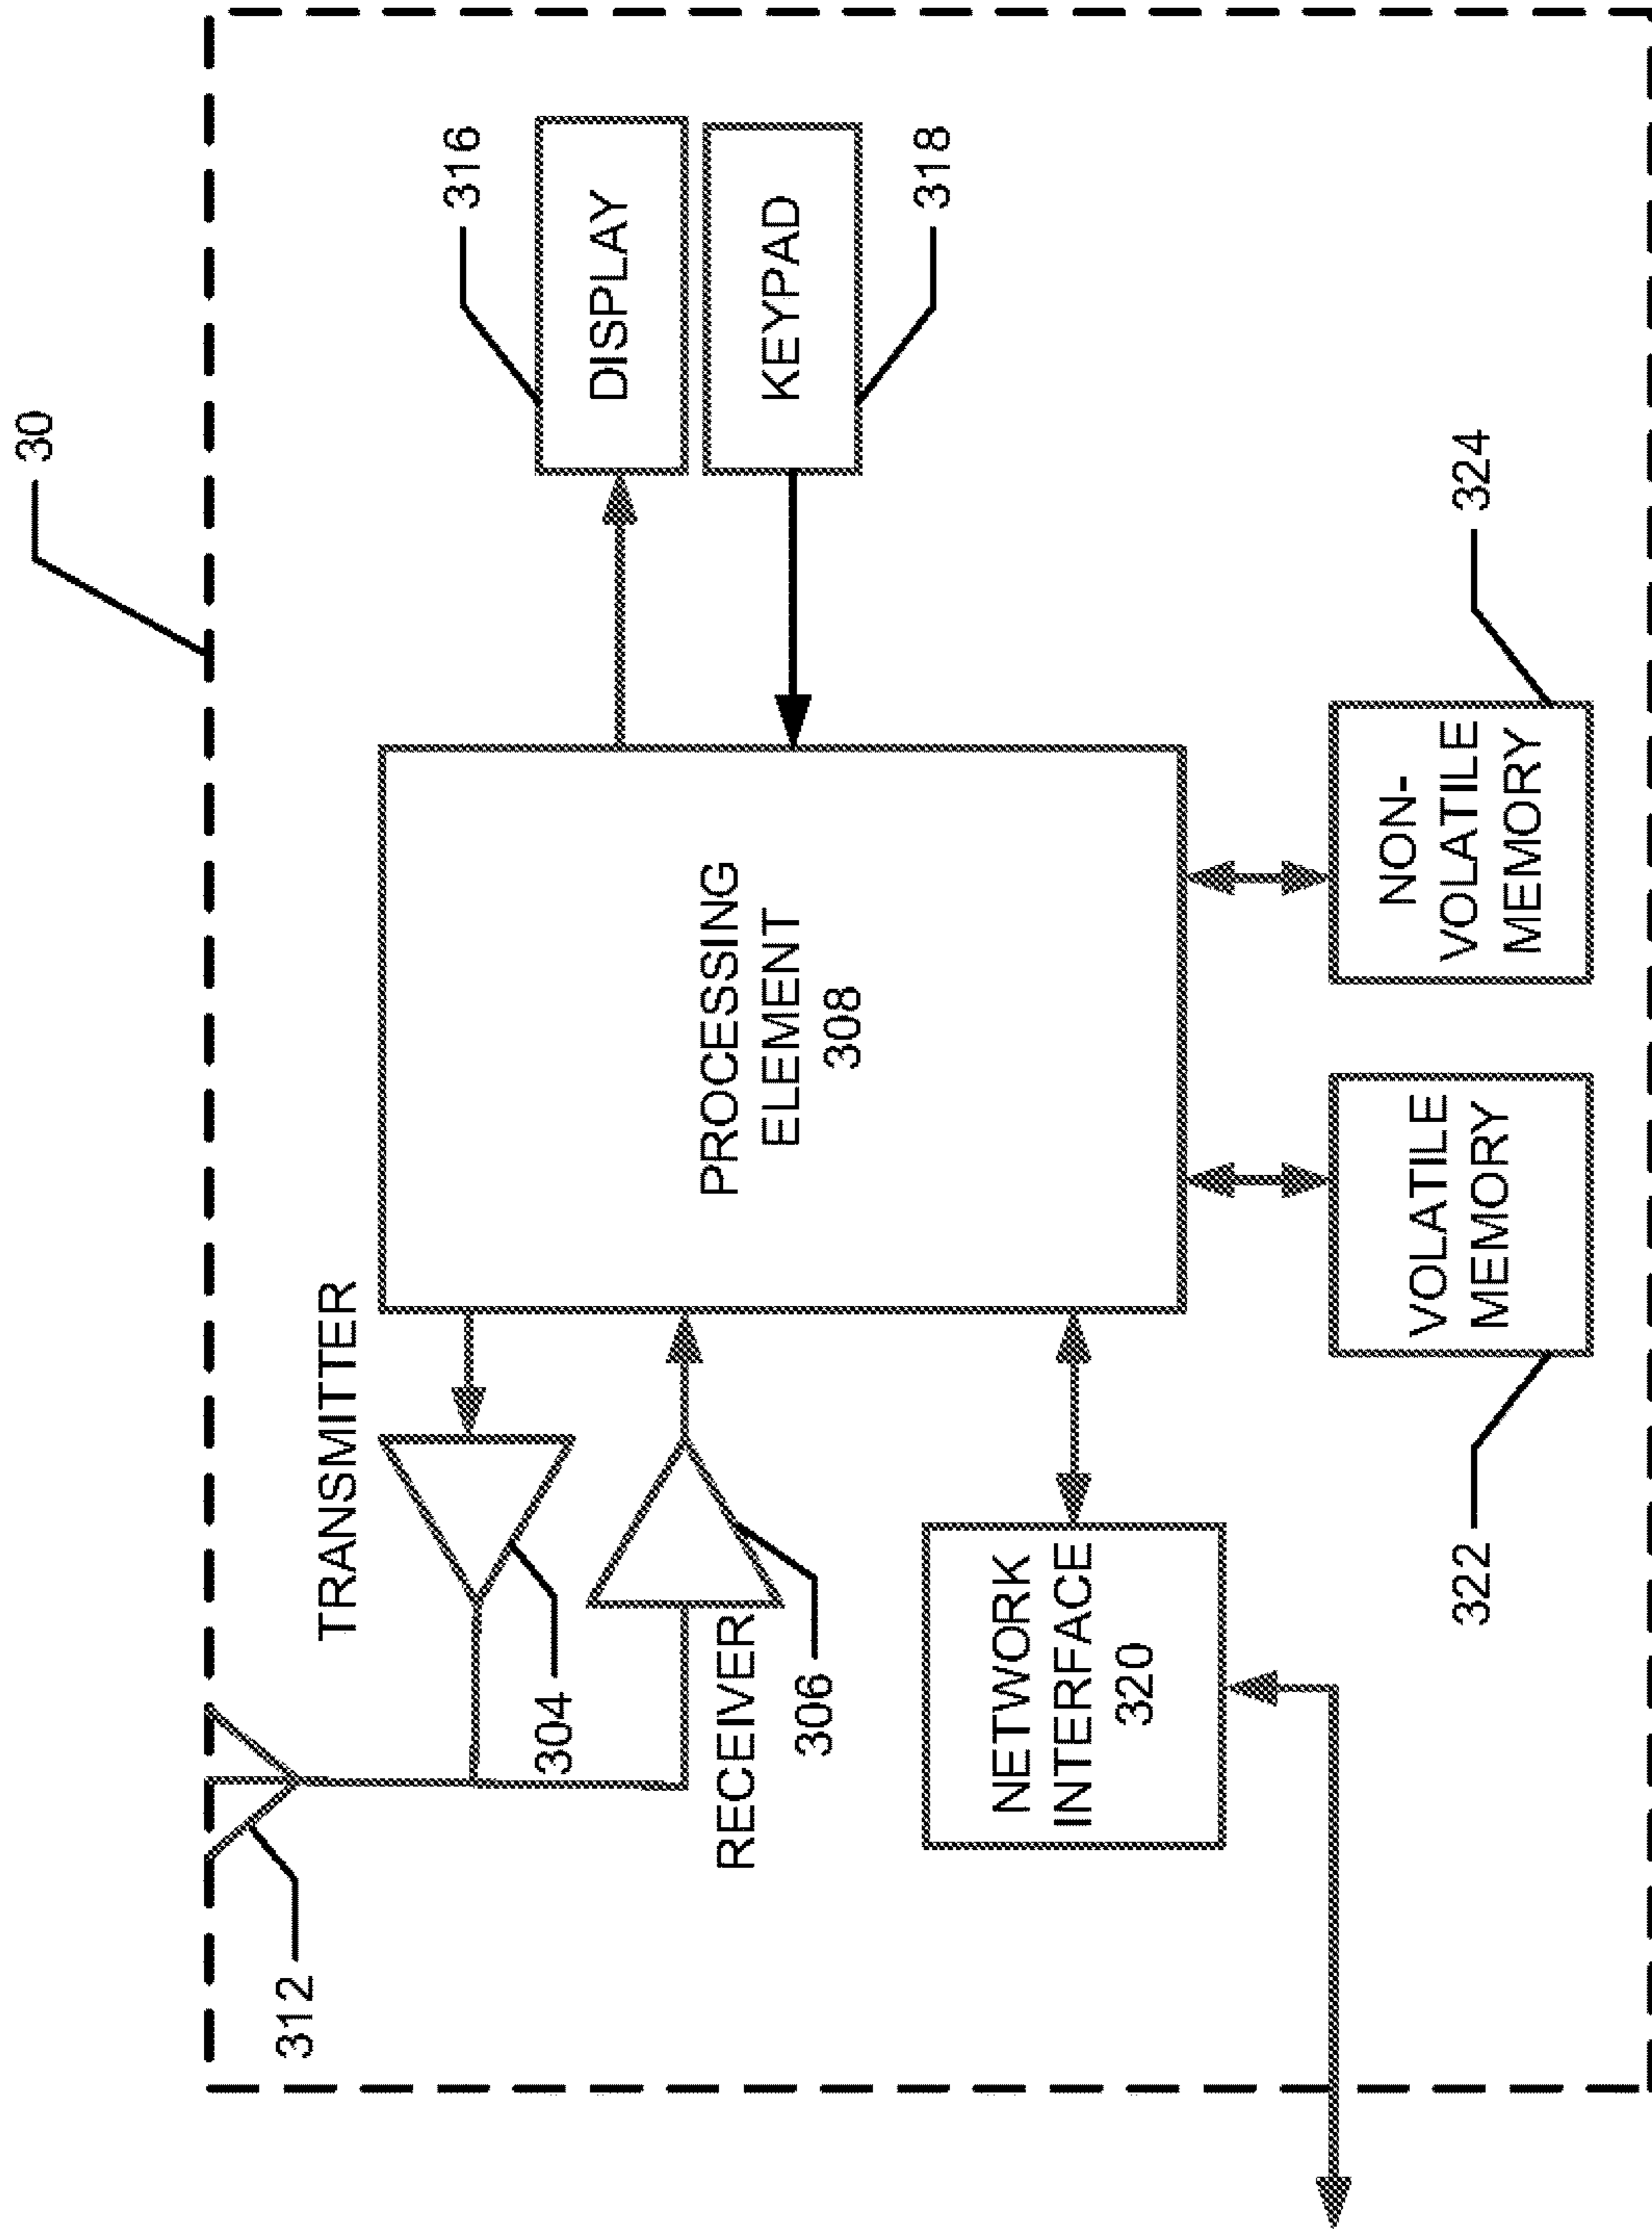 30
312
TRANSMITTER
304
RECEIVER
306
PROCESSING
ELEMENT
308
316
DISPLAY
KEYPAD
318
NETWORK
INTERFACE
320
322
VOLATILE
MEMORY
NON-
VOLATILE
MEMORY
324